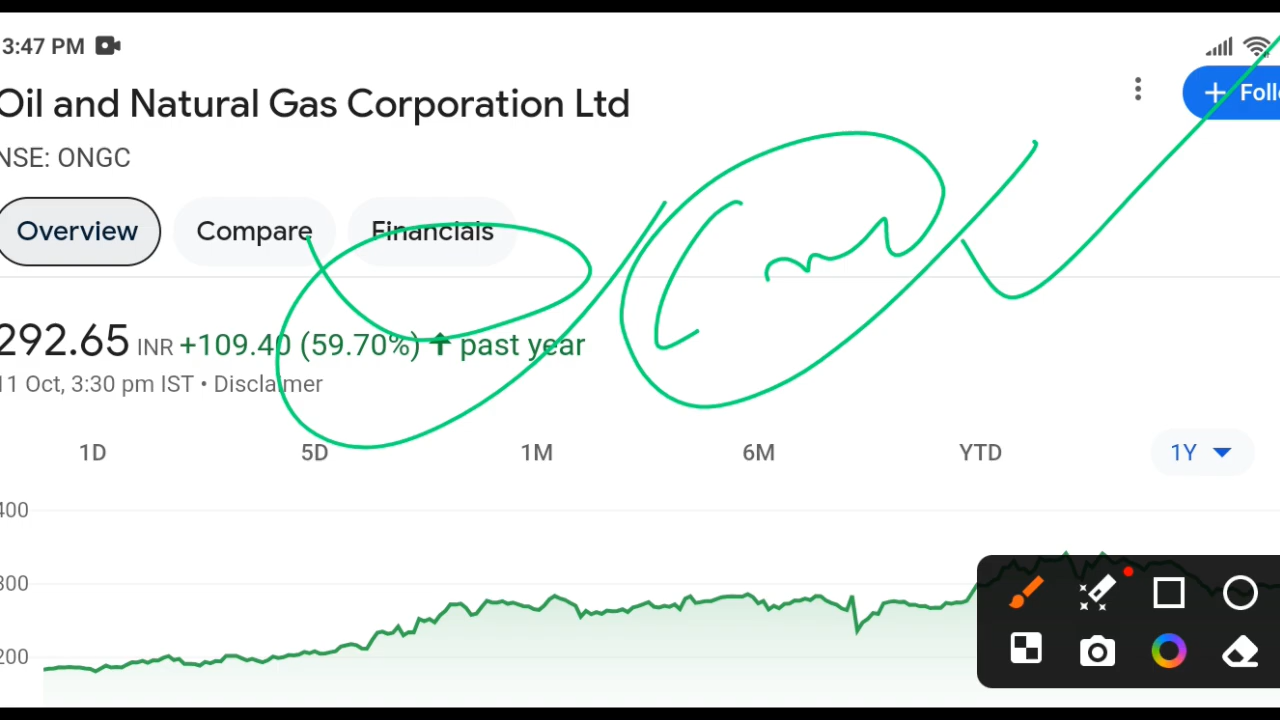 3:47 PM
Oil and Natural Gas Corporation Ltd
+ Foll
NSE: ONGC
Overview Compare Financials
292.65 INR +109.40 (59.70%) ↑ past year
11 Oct, 3:30 pm IST • Disclaimer
1D 5D 1M 6M YTD 1Y
400
300
200